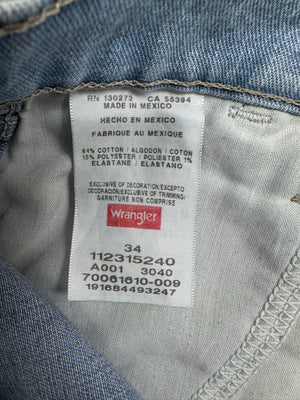 RN 130273 CA 55394
MADE IN MEXICO
HECHO EN MEXICO
FABRIQUE AU MEXIQUE
84% COTTON / ALGODON / COTON
15% POLYESTER / POLIESTER 1%
ELASTANE / ELASTANO
EXCLUSIVE OF DECORATION/EXCEPTO
DECORACION/EXCLUSIVE OF TRIMMING/
GARNITURE NON COMPRISE
Wrangler
34
112315240
A001 3040
70061610-009
191684493247